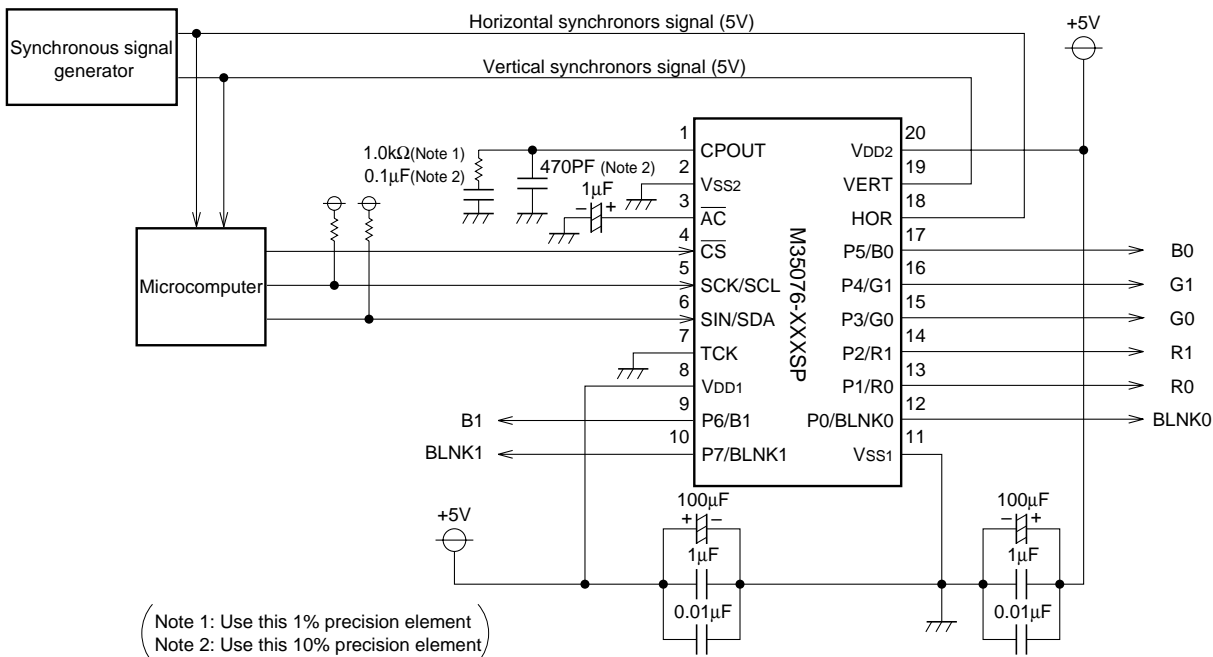 Horizontal synchronors signal (5V)
+5V
Synchronous signal
generator
Vertical synchronors signal (5V)
1
20
1.0kΩ(Note 1)
CPOUT
VDD2
0.1μF(Note 2)
470PF (Note 2)
2
19
1μF
VSS2
VERT
− +
3
18
AC
HOR
4
17
CS
P5/B0
B0
5
16
Microcomputer
SCK/SCL
P4/G1
G1
6
15
SIN/SDA
P3/G0
G0
7
14
TCK
P2/R1
R1
8
13
VDD1
P1/R0
R0
9
12
B1
P6/B1
P0/BLNK0
BLNK0
10
11
BLNK1
P7/BLNK1
VSS1
M35076-XXXSP
100μF
100μF
+5V
+ −
− +
1μF
1μF
0.01μF
0.01μF
Note 1: Use this 1% precision element
Note 2: Use this 10% precision element